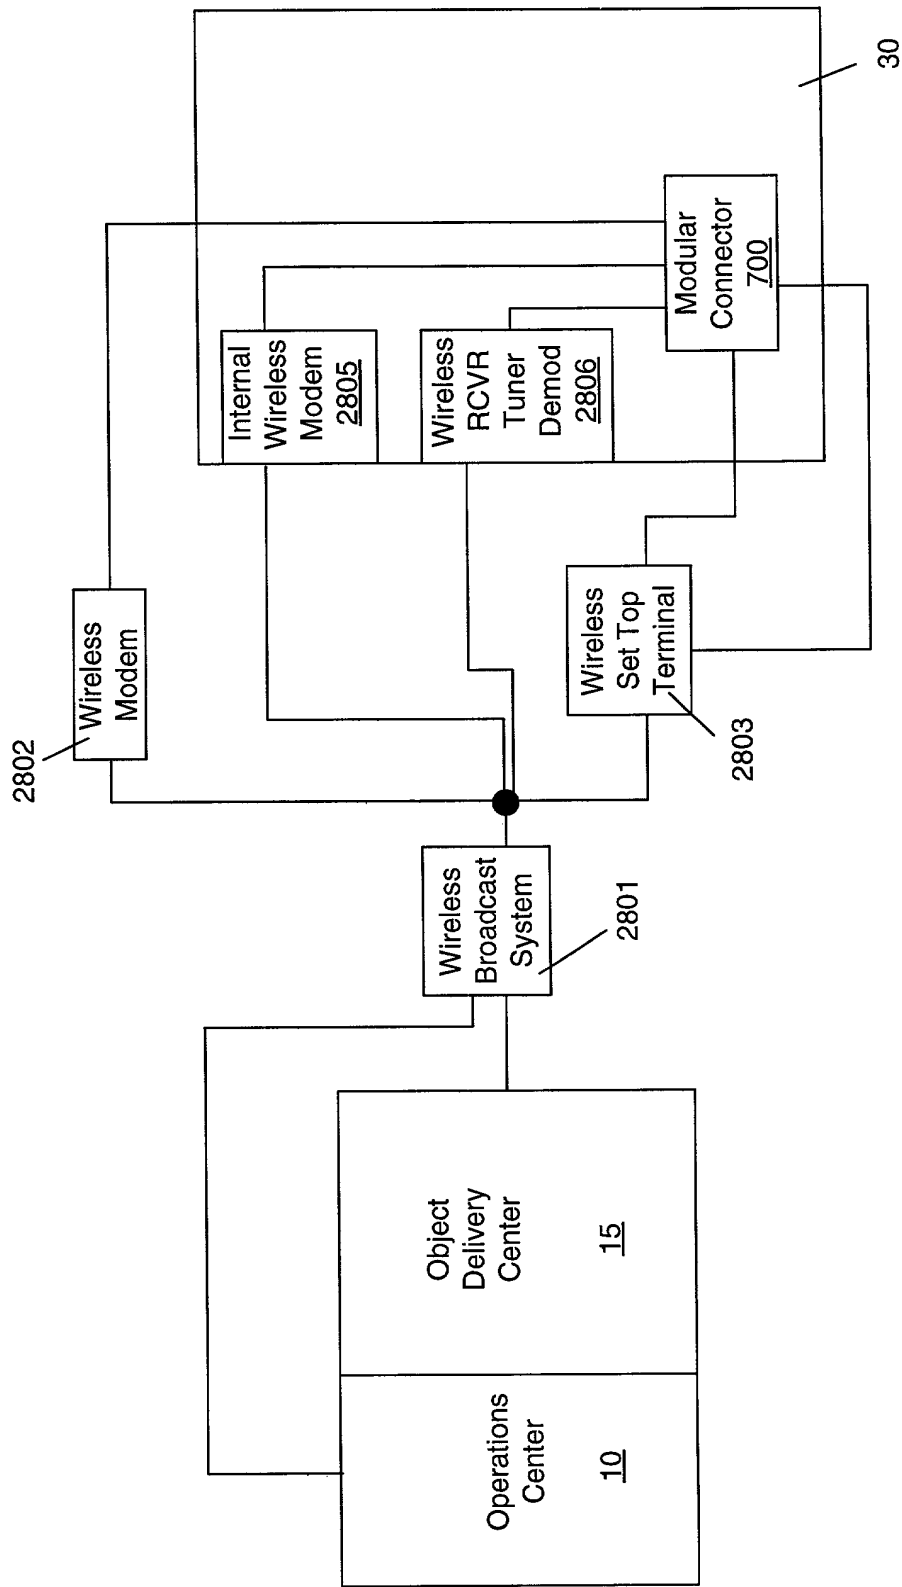 Operations
Center
10
Object
Delivery
Center
15
Wireless
Broadcast
System
2801
2802
Wireless
Modem
Wireless
Set Top
Terminal
2803
Internal
Wireless
Modem
2805
Wireless
RCVR
Tuner
Demod
2806
Modular
Connector
700
30